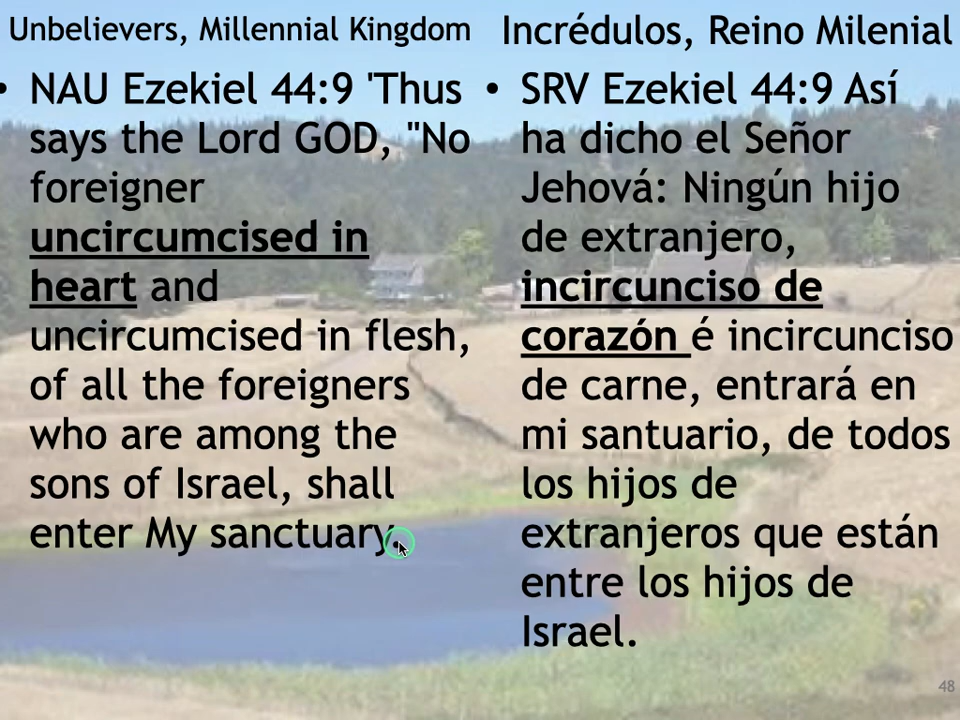 Unbelievers, Millennial Kingdom
• NAU Ezekiel 44:9 'Thus
says the Lord GOD, "No
foreigner
uncircumcised in
heart and
uncircumcised in flesh,
of all the foreigners
who are among the
sons of Israel, shall
enter My sanctuary.
Incrédulos, Reino Milenial
• SRV Ezekiel 44:9 Así
ha dicho el Señor
Jehová: Ningún hijo
de extranjero,
incircunciso de
corazón é incircunciso
de carne, entrará en
mi santuario, de todos
los hijos de
extranjeros que están
entre los hijos de
Israel.
48